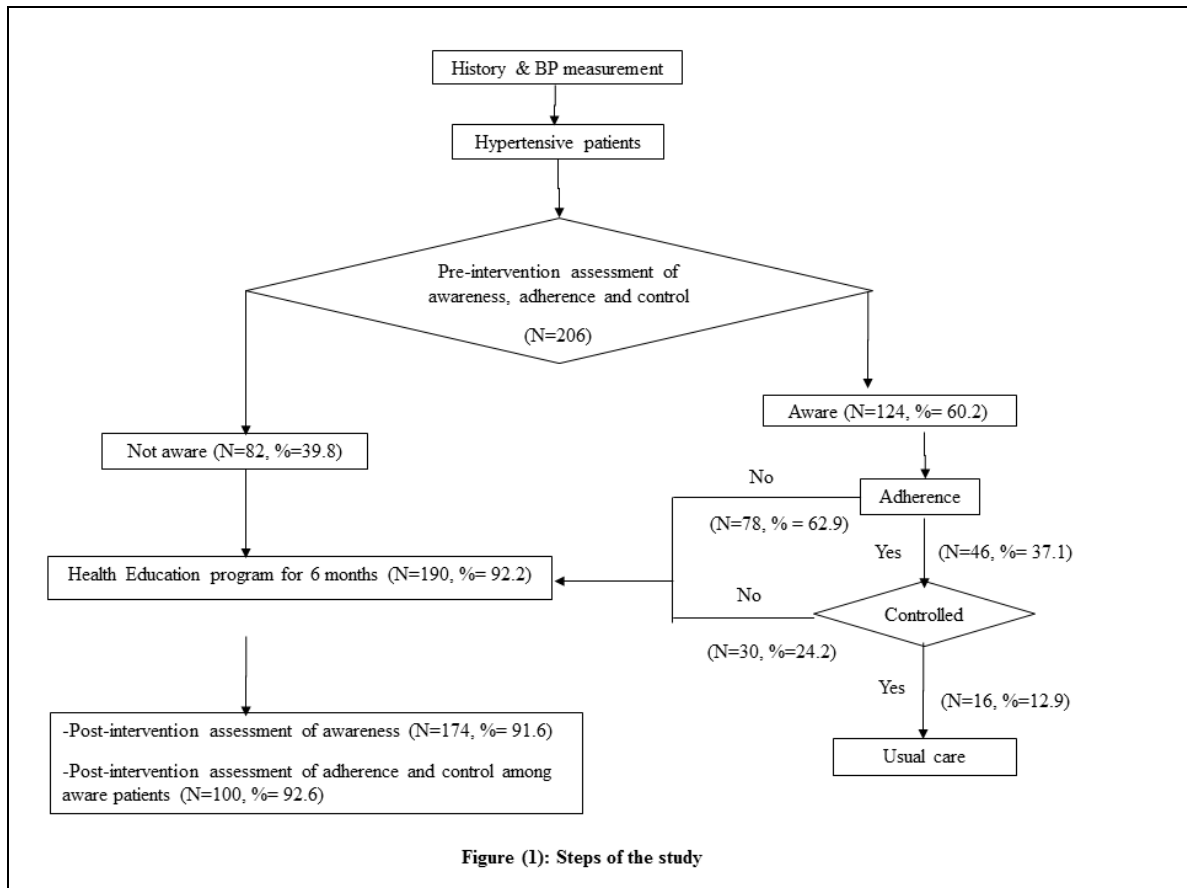 History & BP measurement
Hypertensive patients
Pre-intervention assessment of
awareness, adherence and control
(N=206)
Aware (N=124, %= 60.2)
Not aware (N=82, %=39.8)
No
Adherence
(N=78, % = 62.9)
Yes
(N=46, %= 37.1)
Health Education program for 6 months (N=190, %= 92.2)
No
Controlled
(N=30, %=24.2)
Yes
(N=16, %=12.9)
-Post-intervention assessment of awareness (N=174, %= 91.6)
-Post-intervention assessment of adherence and control among
aware patients (N=100, %= 92.6)
Usual care
Figure (1): Steps of the study